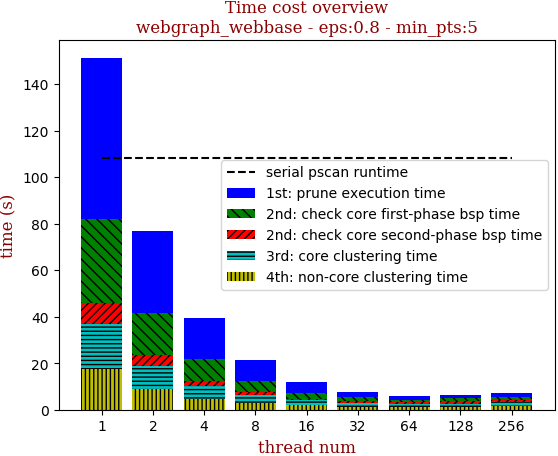 Time cost overview
webgraph_webbase - eps:0.8 - min_pts:5
time (s)
140
120
100
80
60
40
20
0
serial pscan runtime
1st: prune execution time
2nd: check core first-phase bsp time
2nd: check core second-phase bsp time
3rd: core clustering time
4th: non-core clustering time
1 2 4 8 16 32 64 128 256
thread num